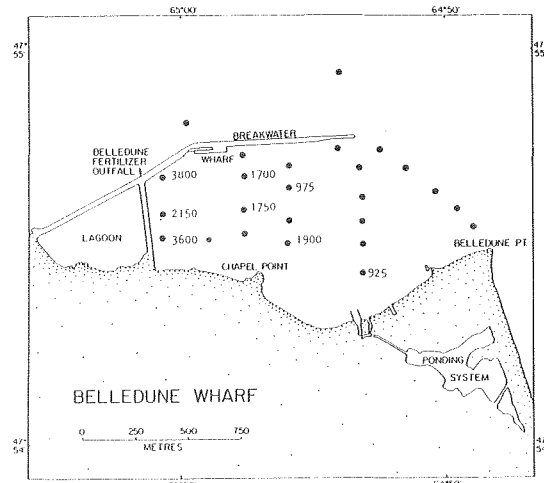 65°00
64°50
47°
55'
47°
55'
BREAKWATER
BELLEDUNE
FERTILIZER
OUTFALL
WHARF
3800
1700
975
2150
1750
LAGOON
3600
1900
BELLEDUNE PT.
CHAPEL POINT
925
PONDING
SYSTEM
BELLEDUNE WHARF
0 250 500 750
METRES
47°
54'
47°
54'